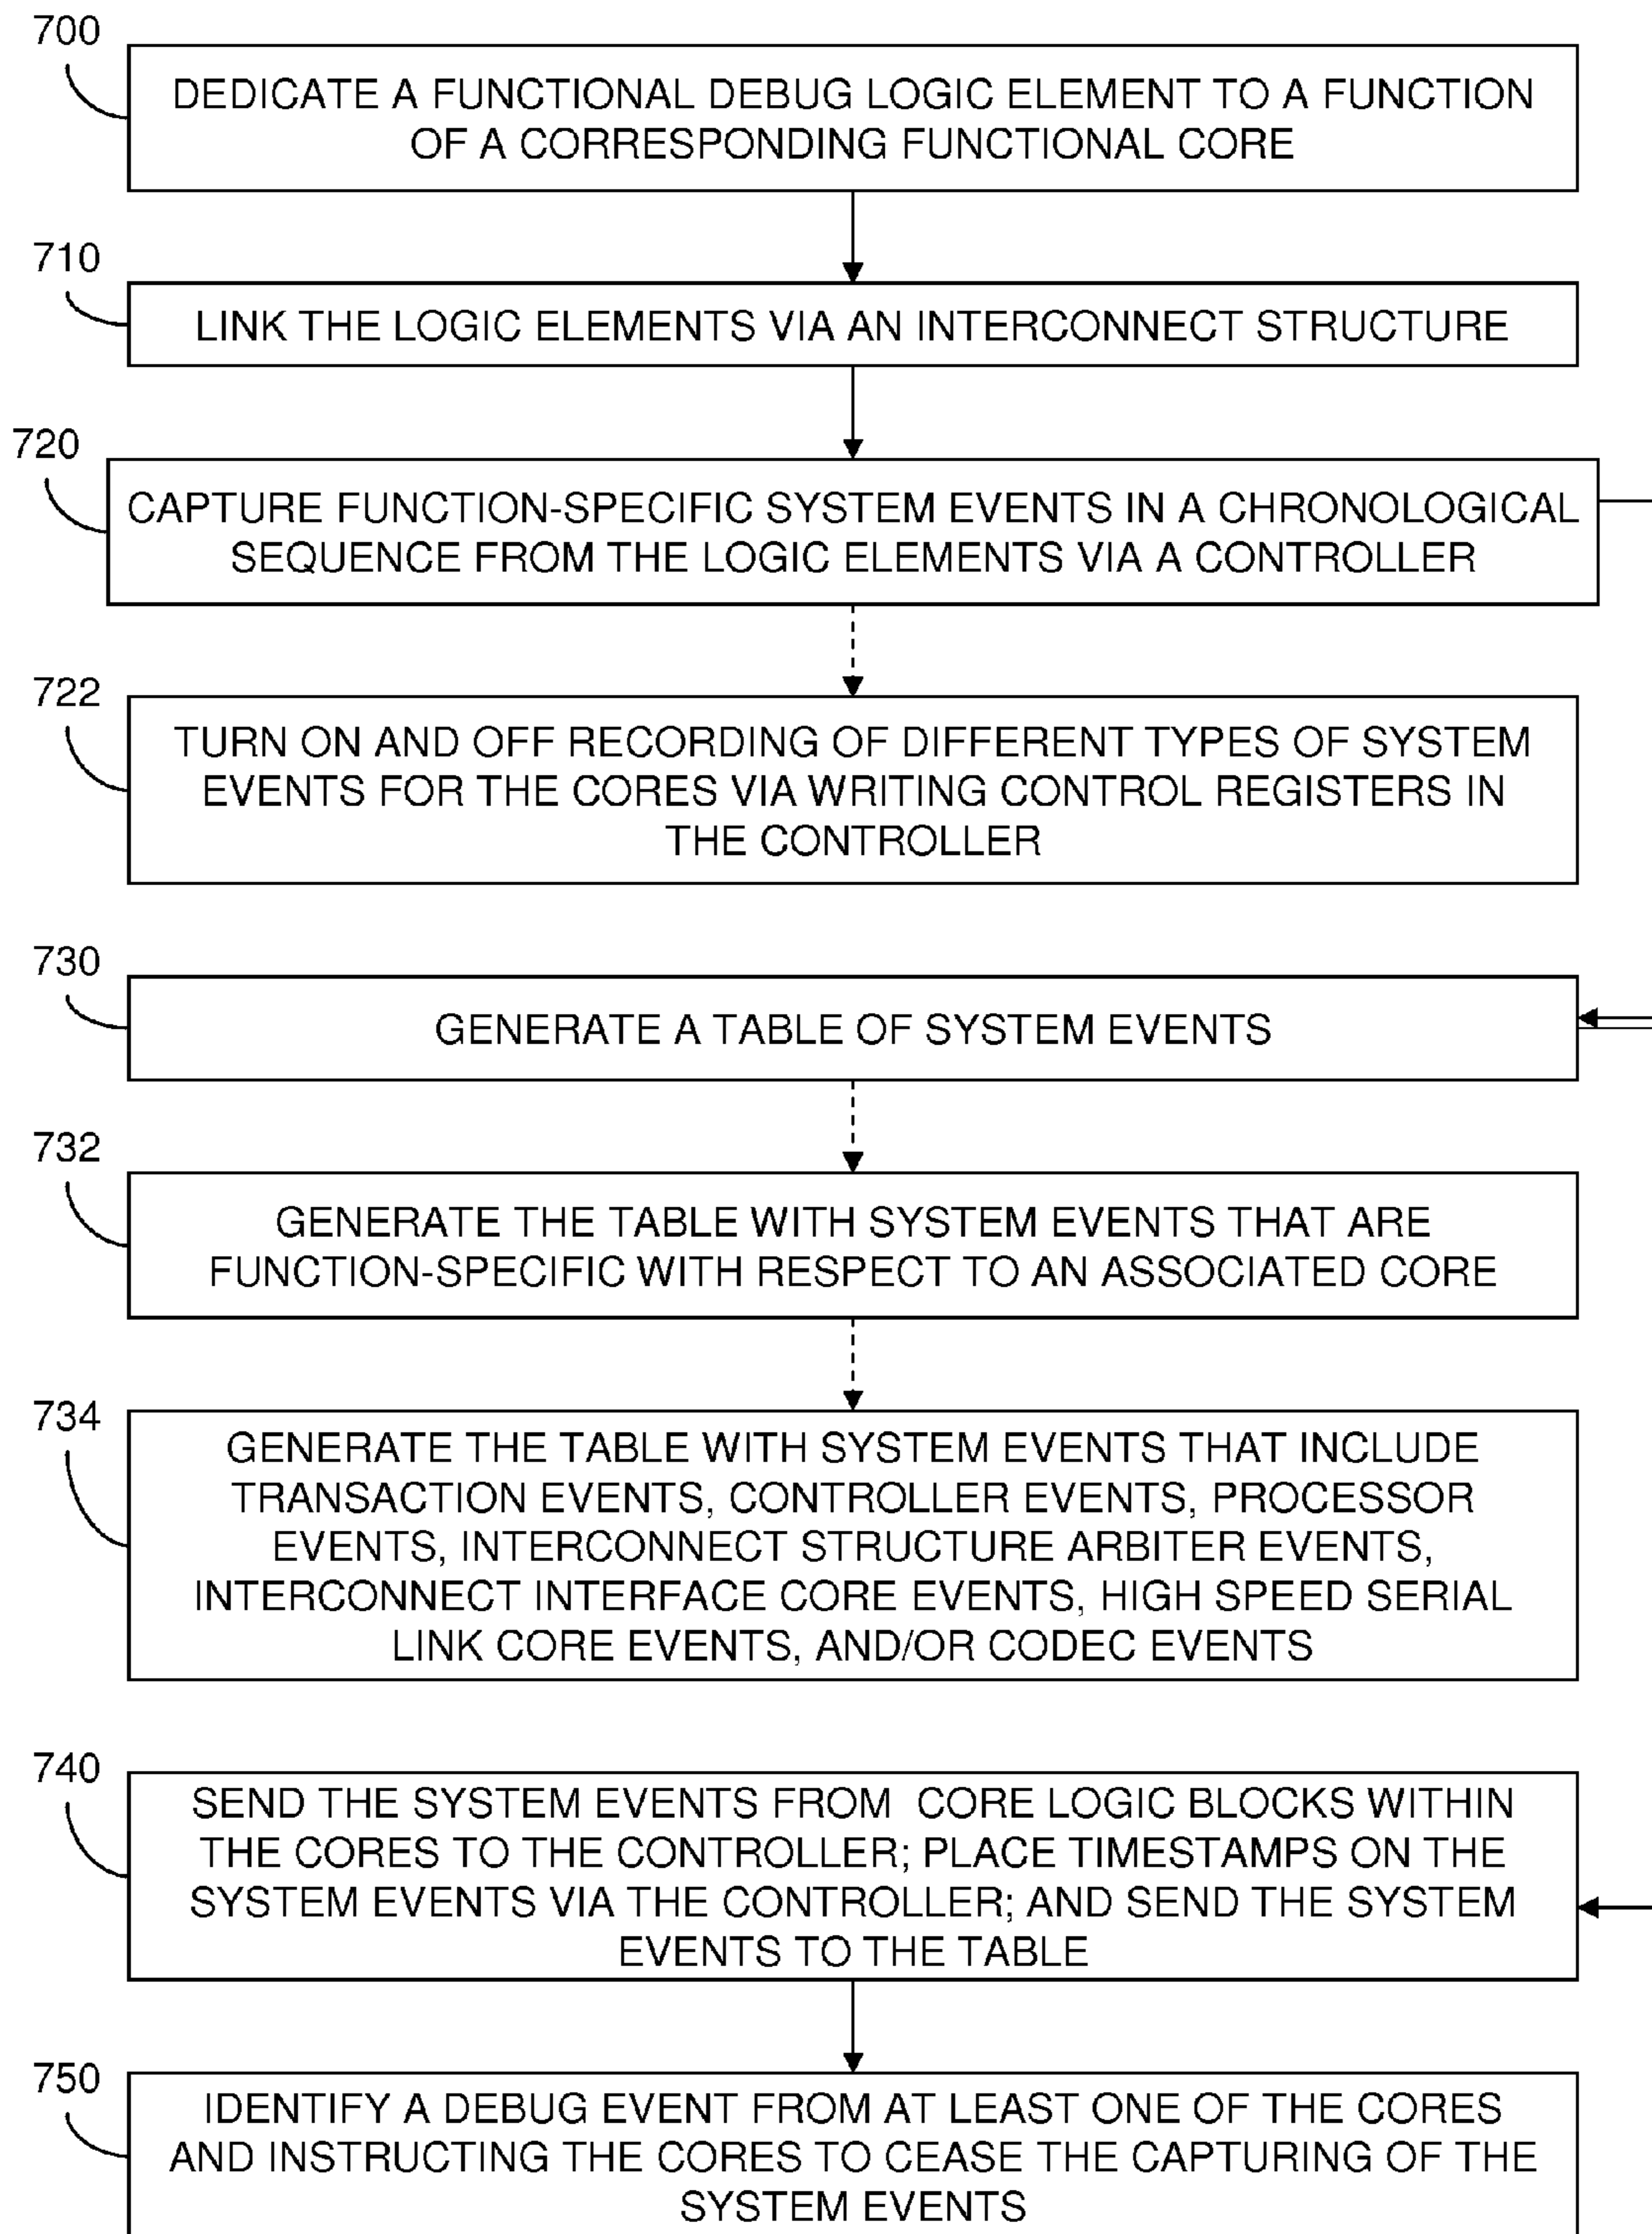 700
DEDICATE A FUNCTIONAL DEBUG LOGIC ELEMENT TO A FUNCTION
OF A CORRESPONDING FUNCTIONAL CORE
710
LINK THE LOGIC ELEMENTS VIA AN INTERCONNECT STRUCTURE
720
CAPTURE FUNCTION-SPECIFIC SYSTEM EVENTS IN A CHRONOLOGICAL
SEQUENCE FROM THE LOGIC ELEMENTS VIA A CONTROLLER
722
TURN ON AND OFF RECORDING OF DIFFERENT TYPES OF SYSTEM
EVENTS FOR THE CORES VIA WRITING CONTROL REGISTERS IN
THE CONTROLLER
730
GENERATE A TABLE OF SYSTEM EVENTS
732
GENERATE THE TABLE WITH SYSTEM EVENTS THAT ARE
FUNCTION-SPECIFIC WITH RESPECT TO AN ASSOCIATED CORE
734
GENERATE THE TABLE WITH SYSTEM EVENTS THAT INCLUDE
TRANSACTION EVENTS, CONTROLLER EVENTS, PROCESSOR
EVENTS, INTERCONNECT STRUCTURE ARBITER EVENTS,
INTERCONNECT INTERFACE CORE EVENTS, HIGH SPEED SERIAL
LINK CORE EVENTS, AND/OR CODEC EVENTS
740
SEND THE SYSTEM EVENTS FROM CORE LOGIC BLOCKS WITHIN
THE CORES TO THE CONTROLLER; PLACE TIMESTAMPS ON THE
SYSTEM EVENTS VIA THE CONTROLLER; AND SEND THE SYSTEM
EVENTS TO THE TABLE
750
IDENTIFY A DEBUG EVENT FROM AT LEAST ONE OF THE CORES
AND INSTRUCTING THE CORES TO CEASE THE CAPTURING OF THE
SYSTEM EVENTS